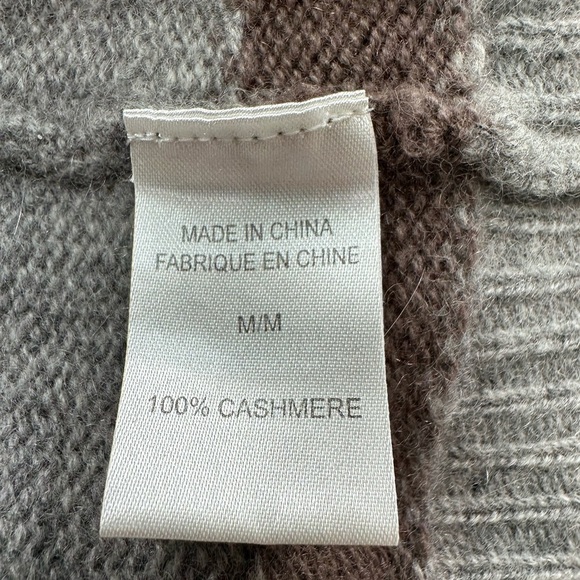 MADE IN CHINA
FABRIQUE EN CHINE
M/M
100% CASHMERE